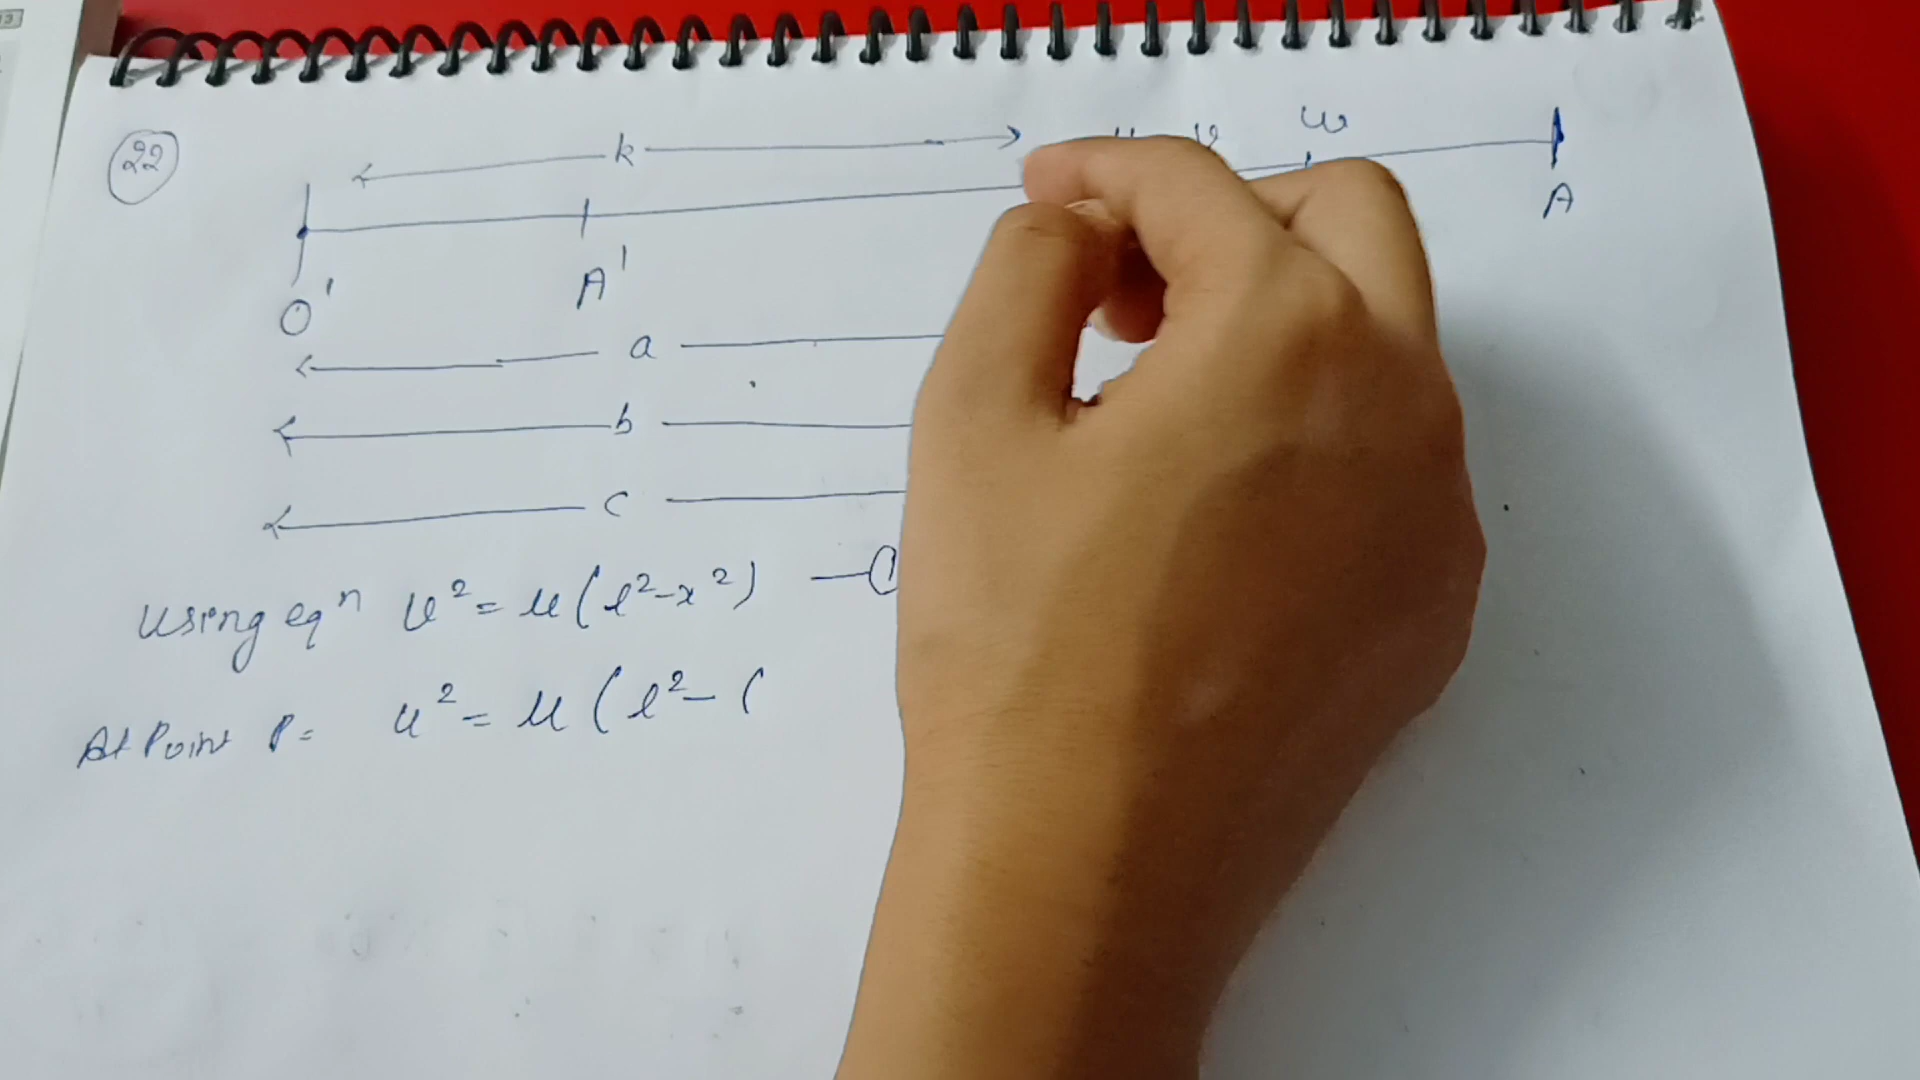 22
k w
A
O' A'
a
b
c
Using eqⁿ v² = μ(l²-x²) —①
At Point P= u² = μ(l²-(